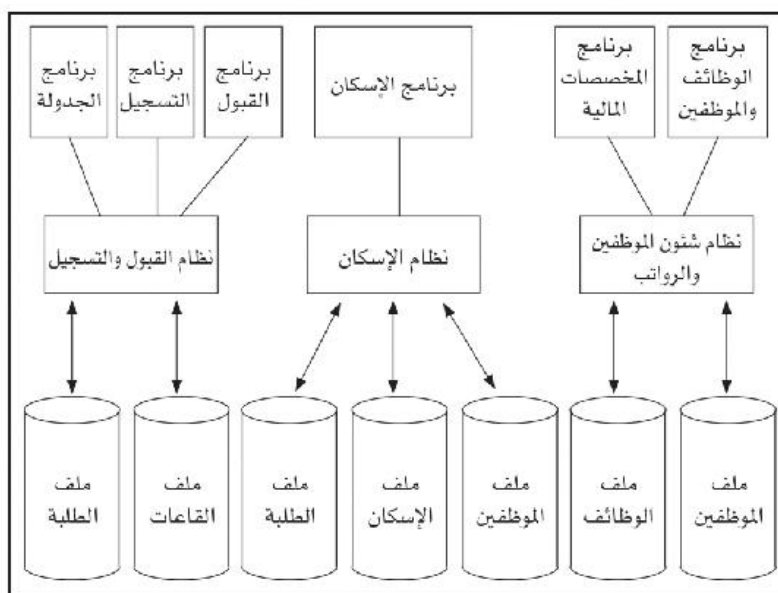 برنامج
الوظائف
والموظفين
برنامج
المخصصات
المالية
برنامج الإسكان
برنامج
القبول
برنامج
التسجيل
برنامج
الجدولة
نظام شئون الموظفين
والرواتب
نظام الإسكان
نظام القبول والتسجيل
ملف
الموظفين
ملف
الوظائف
ملف
الموظفين
ملف
الإسكان
ملف
الطلبة
ملف
القاعات
ملف
الطلبة